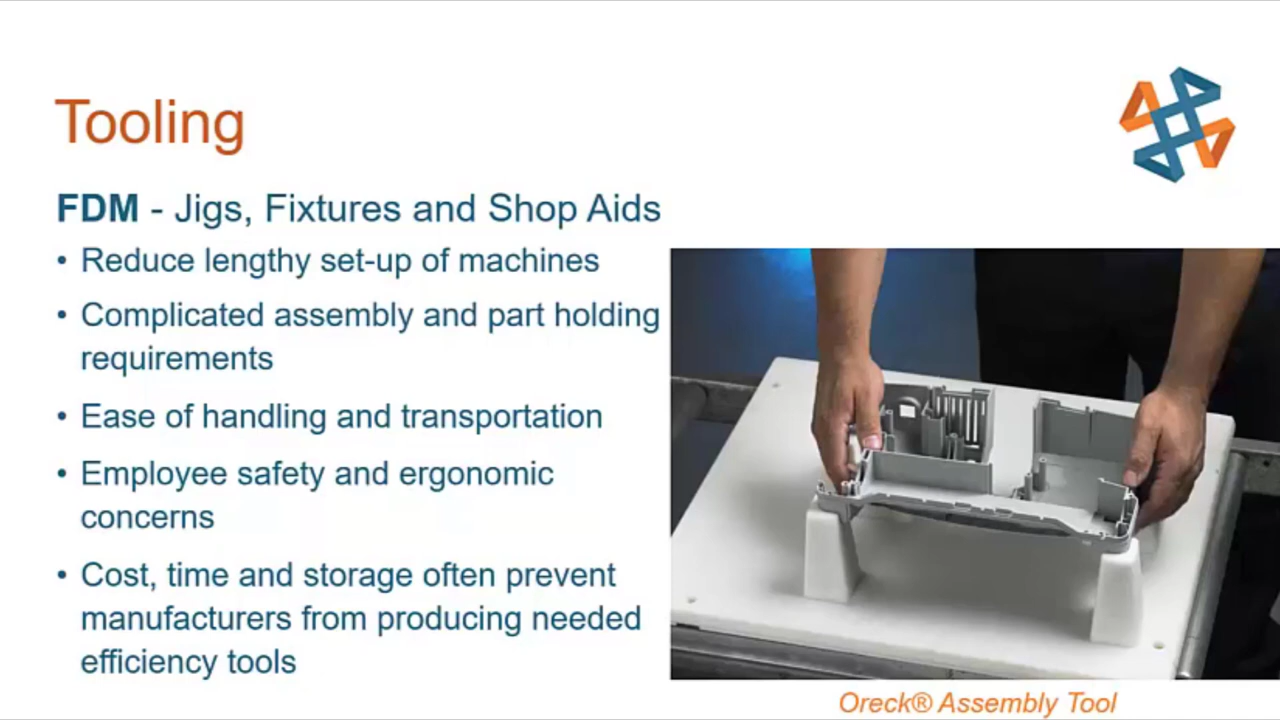 Tooling
FDM - Jigs, Fixtures and Shop Aids
• Reduce lengthy set-up of machines
• Complicated assembly and part holding
requirements
• Ease of handling and transportation
• Employee safety and ergonomic
concerns
• Cost, time and storage often prevent
manufacturers from producing needed
efficiency tools
Oreck® Assembly Tool